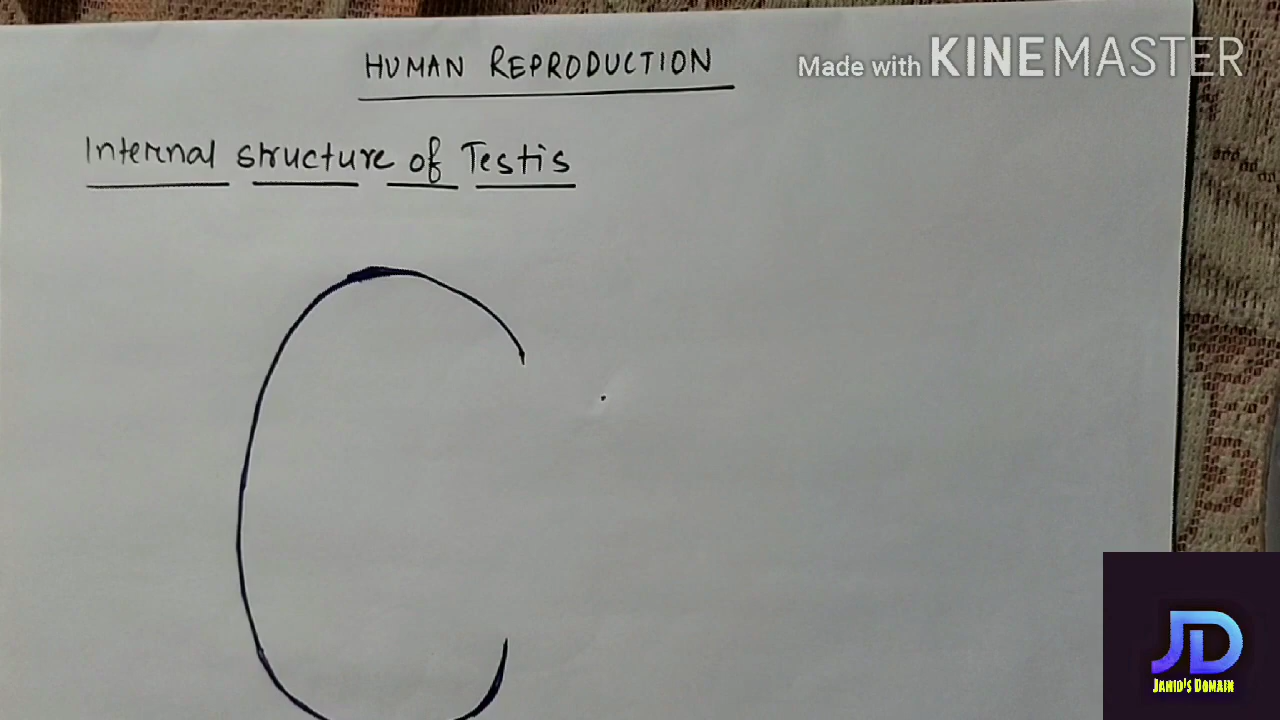 HUMAN REPRODUCTION
Made with KINEMASTER
Internal structure of Testis
JD
JAHID'S DOMAIN